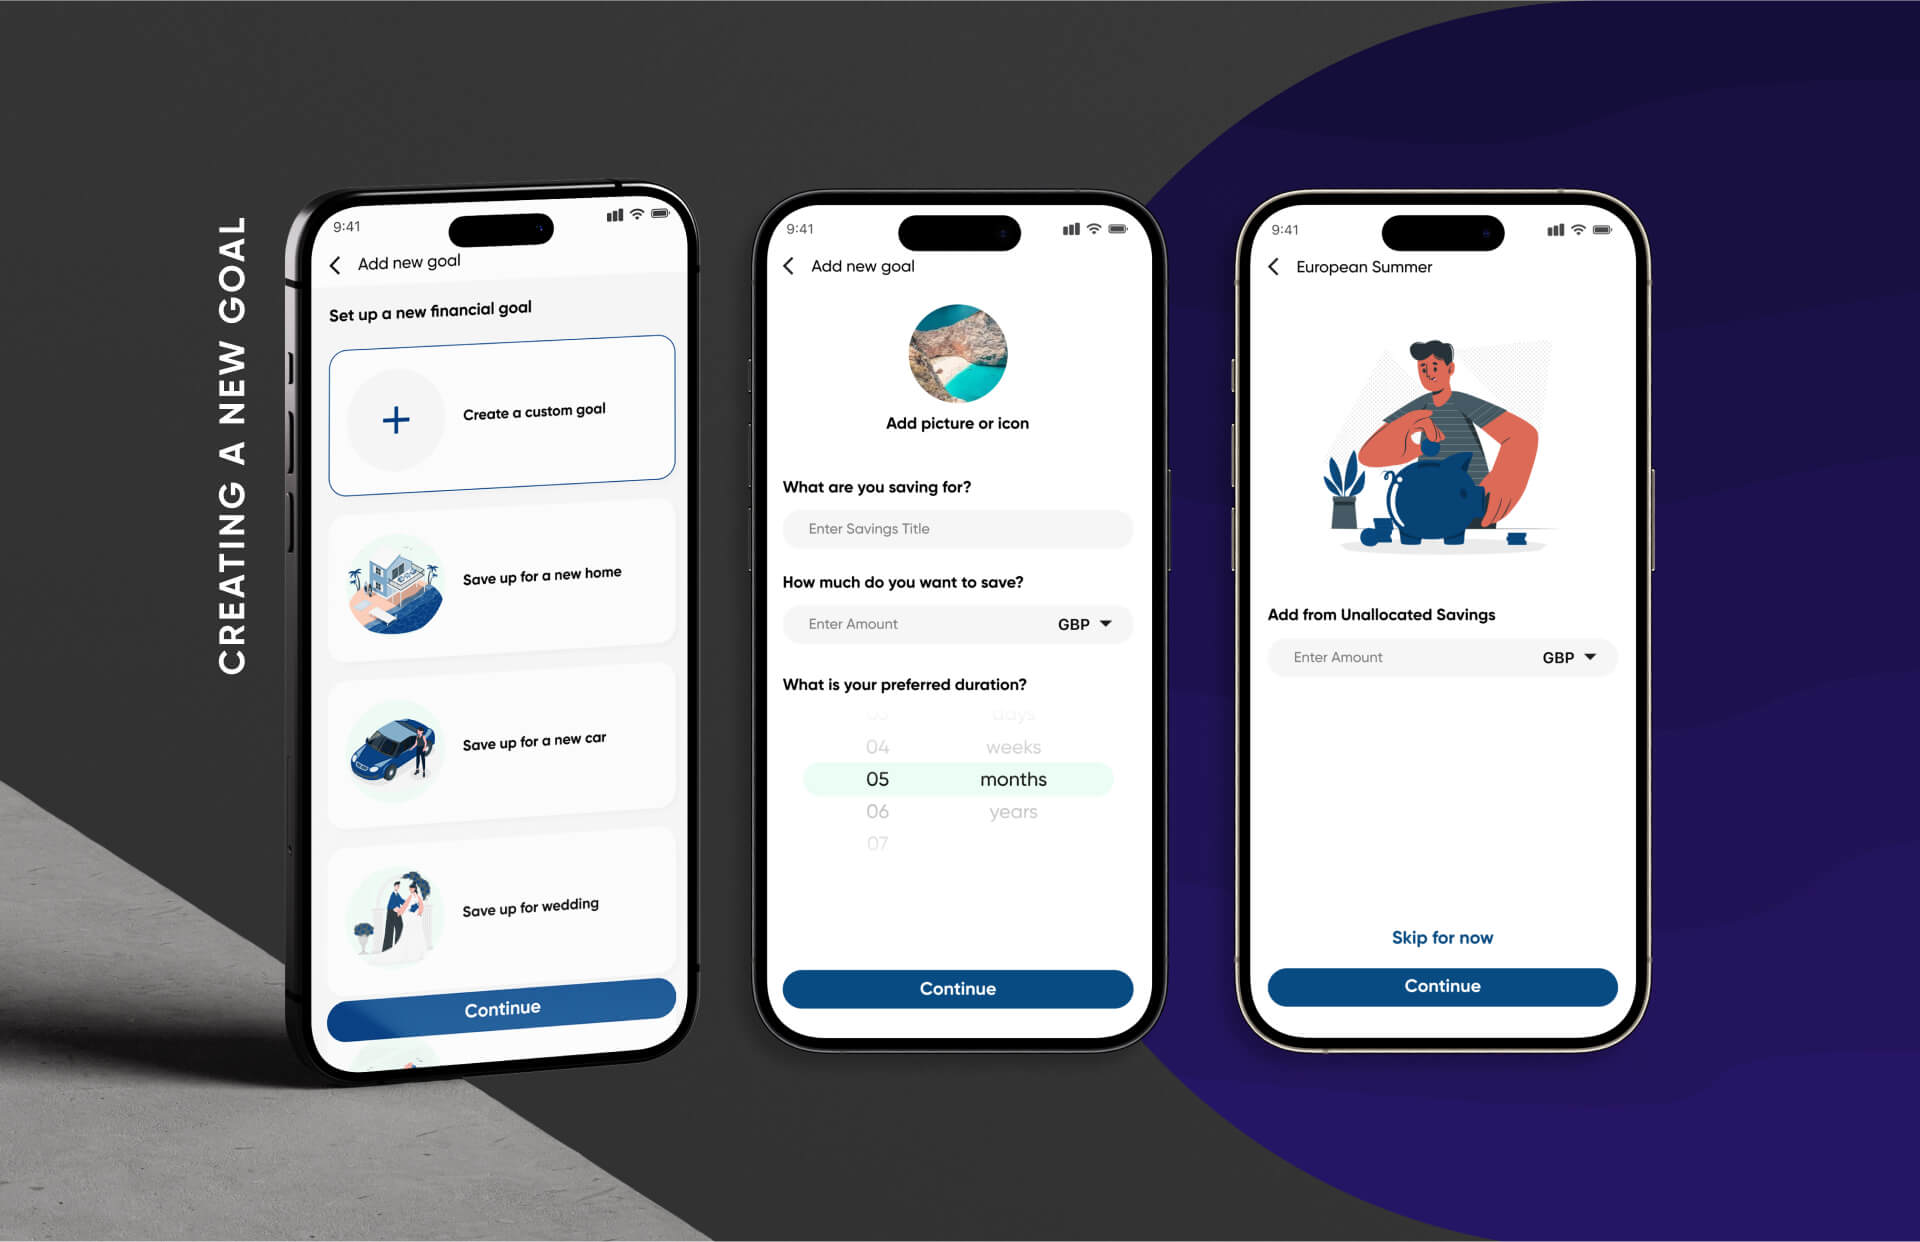 CREATING A NEW GOAL
9:41
Add new goal
Set up a new financial goal
Create a custom goal
Save up for a new home
Save up for a new car
Save up for wedding
Continue
9:41
Add new goal
Add picture or icon
What are you saving for?
Enter Savings Title
How much do you want to save?
Enter Amount GBP
What is your preferred duration?
03 days
04 weeks
05 months
06 years
07
Continue
9:41
European Summer
Add from Unallocated Savings
Enter Amount GBP
Skip for now
Continue